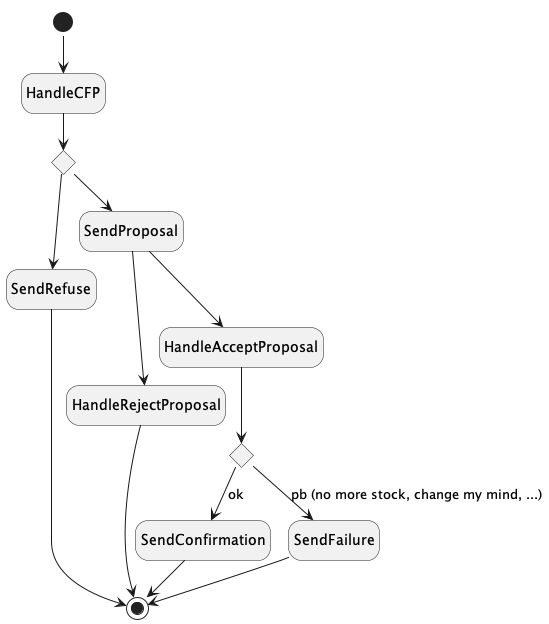 HandleCFP
SendProposal
SendRefuse
HandleAcceptProposal
HandleRejectProposal
ok
pb (no more stock, change my mind, ...)
SendConfirmation
SendFailure